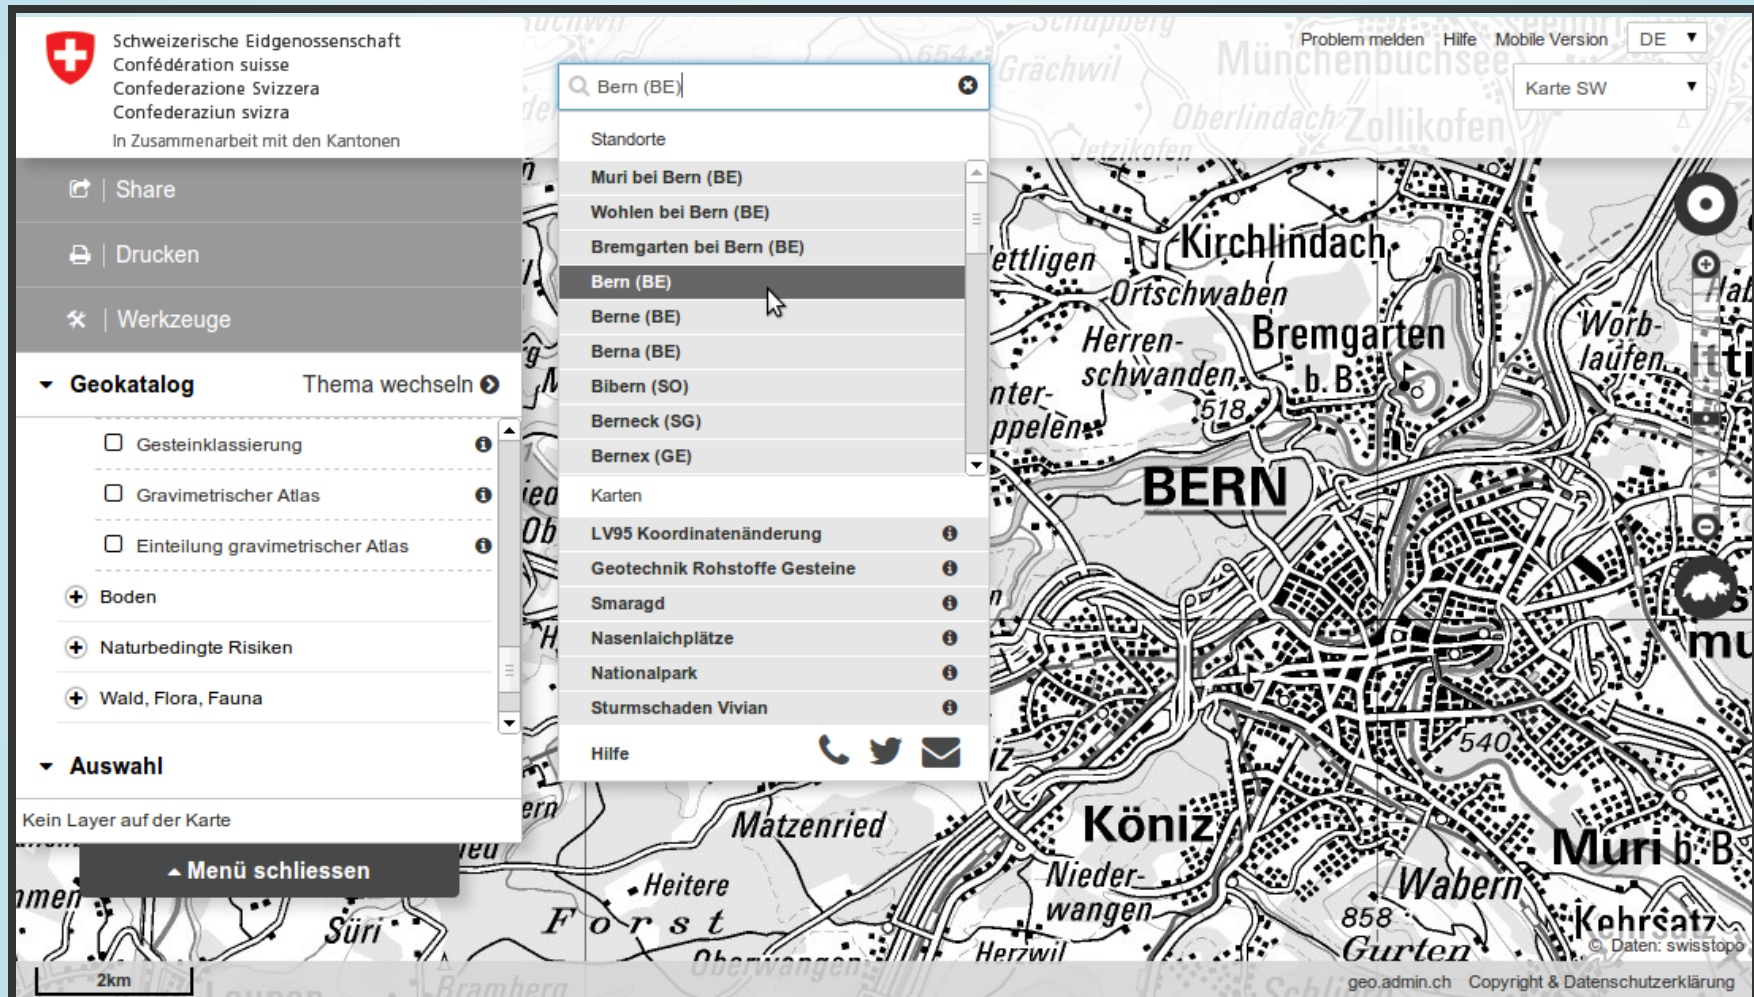 Schweizerische Eidgenossenschaft
Confédération suisse
Confederazione Svizzera
Confederaziun svizra
In Zusammenarbeit mit den Kantonen
Problem melden Hilfe Mobile Version DE
Karte SW
Bern (BE)
Standorte
Muri bei Bern (BE)
Wohlen bei Bern (BE)
Bremgarten bei Bern (BE)
Bern (BE)
Berne (BE)
Berna (BE)
Bibern (SO)
Berneck (SG)
Bernex (GE)
Karten
LV95 Koordinatenänderung
Geotechnik Rohstoffe Gesteine
Smaragd
Nasenlaichplätze
Nationalpark
Sturmschaden Vivian
Hilfe
Share
Drucken
Werkzeuge
Geokatalog Thema wechseln
Gesteinklassierung
Gravimetrischer Atlas
Einteilung gravimetrischer Atlas
Boden
Naturbedingte Risiken
Wald, Flora, Fauna
Auswahl
Kein Layer auf der Karte
Menü schliessen
Schüpberg
654
Grächwil
Münchenbuchsee
Oberlindach
Zollikofen
Jetzikofen
Kirchlindach
ettligen
Ortschwaben
Herren-
schwanden
Bremgarten
b. B.
Worb-
laufen
518
BERN
540
Köniz
Muri b. B
Matzenried
Heitere
Forst
Süri
Nieder-
wangen
Wabern
858
Gurten
Kehrsatz
Herzwil
Oberwangen
Bramberg
Laupen
© Daten: swisstopo
2km
geo.admin.ch Copyright & Datenschutzerklärung